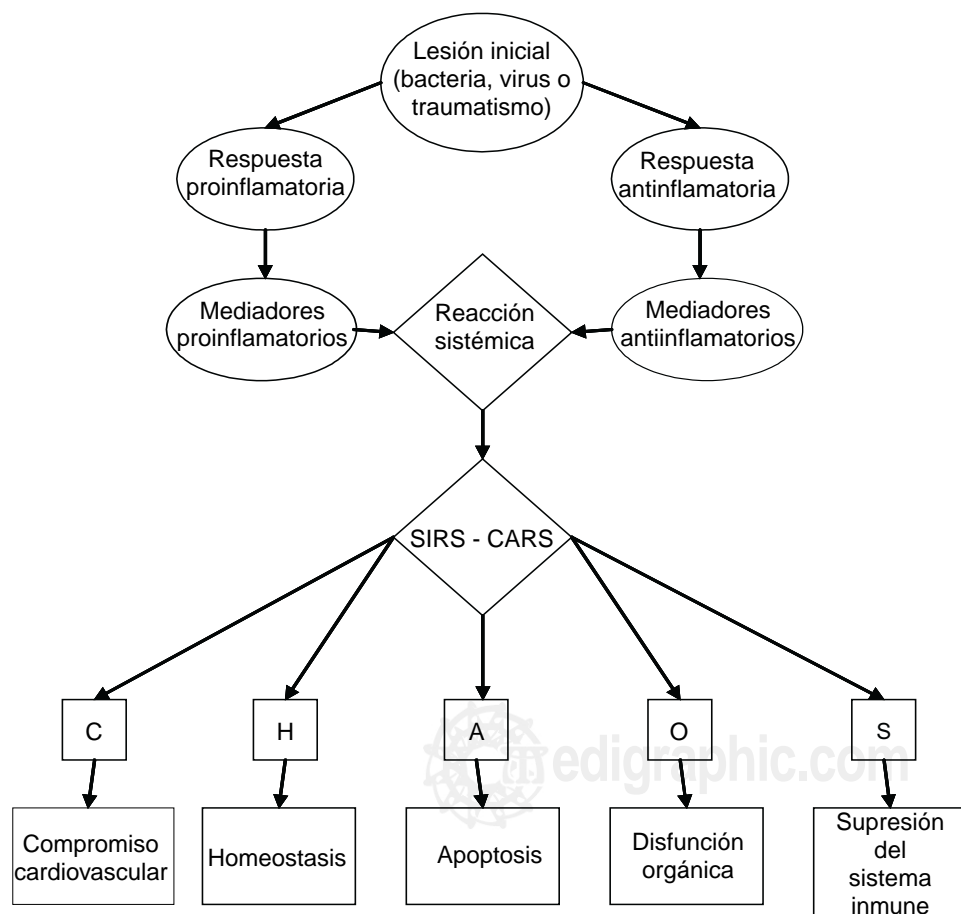 Lesión inicial
(bacteria, virus o
traumatismo)
Respuesta
proinflamatoria
Respuesta
antinflamatoria
Mediadores
proinflamatorios
Reacción
sistémica
Mediadores
antiinflamatorios
SIRS - CARS
C
H
A
O
S
edigraphic.com
Compromiso
cardiovascular
Homeostasis
Apoptosis
Disfunción
orgánica
Supresión
del
sistema
inmune